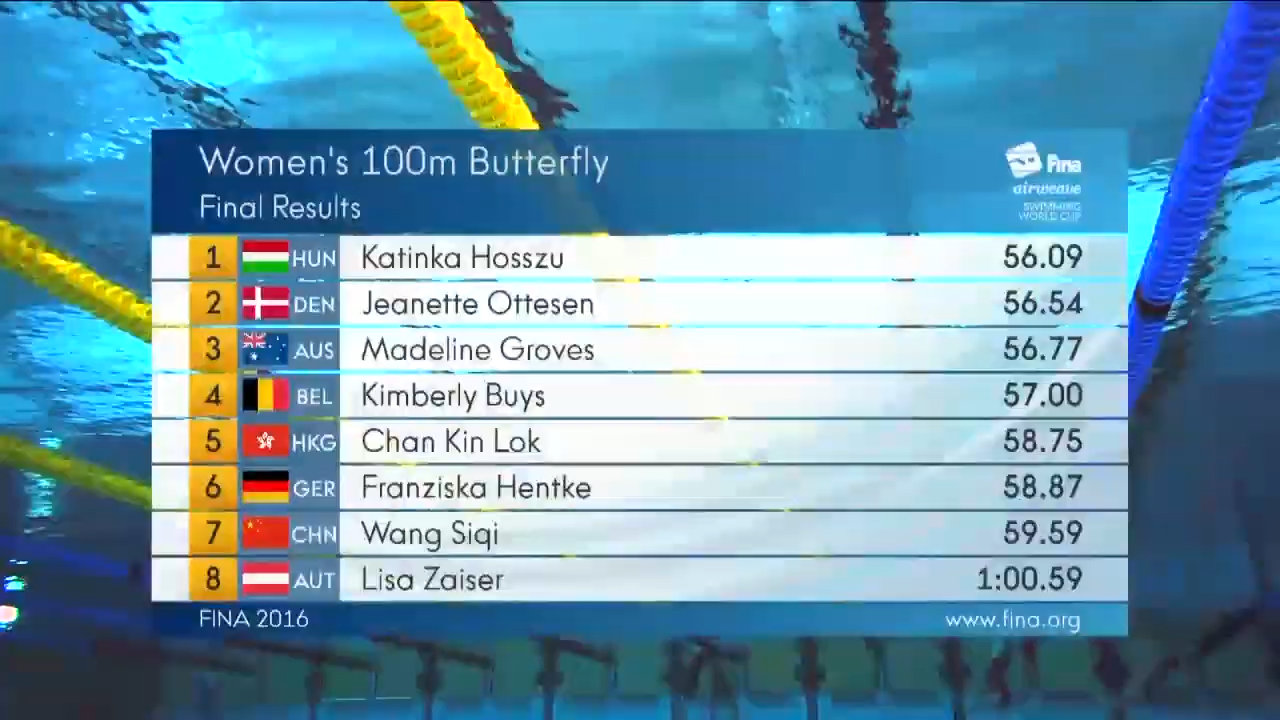 Women's 100m Butterfly
Final Results
Fina
airweave
SWIMMING
WORLD CUP
1 HUN Katinka Hosszu 56.09
2 DEN Jeanette Ottesen 56.54
3 AUS Madeline Groves 56.77
4 BEL Kimberly Buys 57.00
5 HKG Chan Kin Lok 58.75
6 GER Franziska Hentke 58.87
7 CHN Wang Siqi 59.59
8 AUT Lisa Zaiser 1:00.59
FINA 2016 www.fina.org